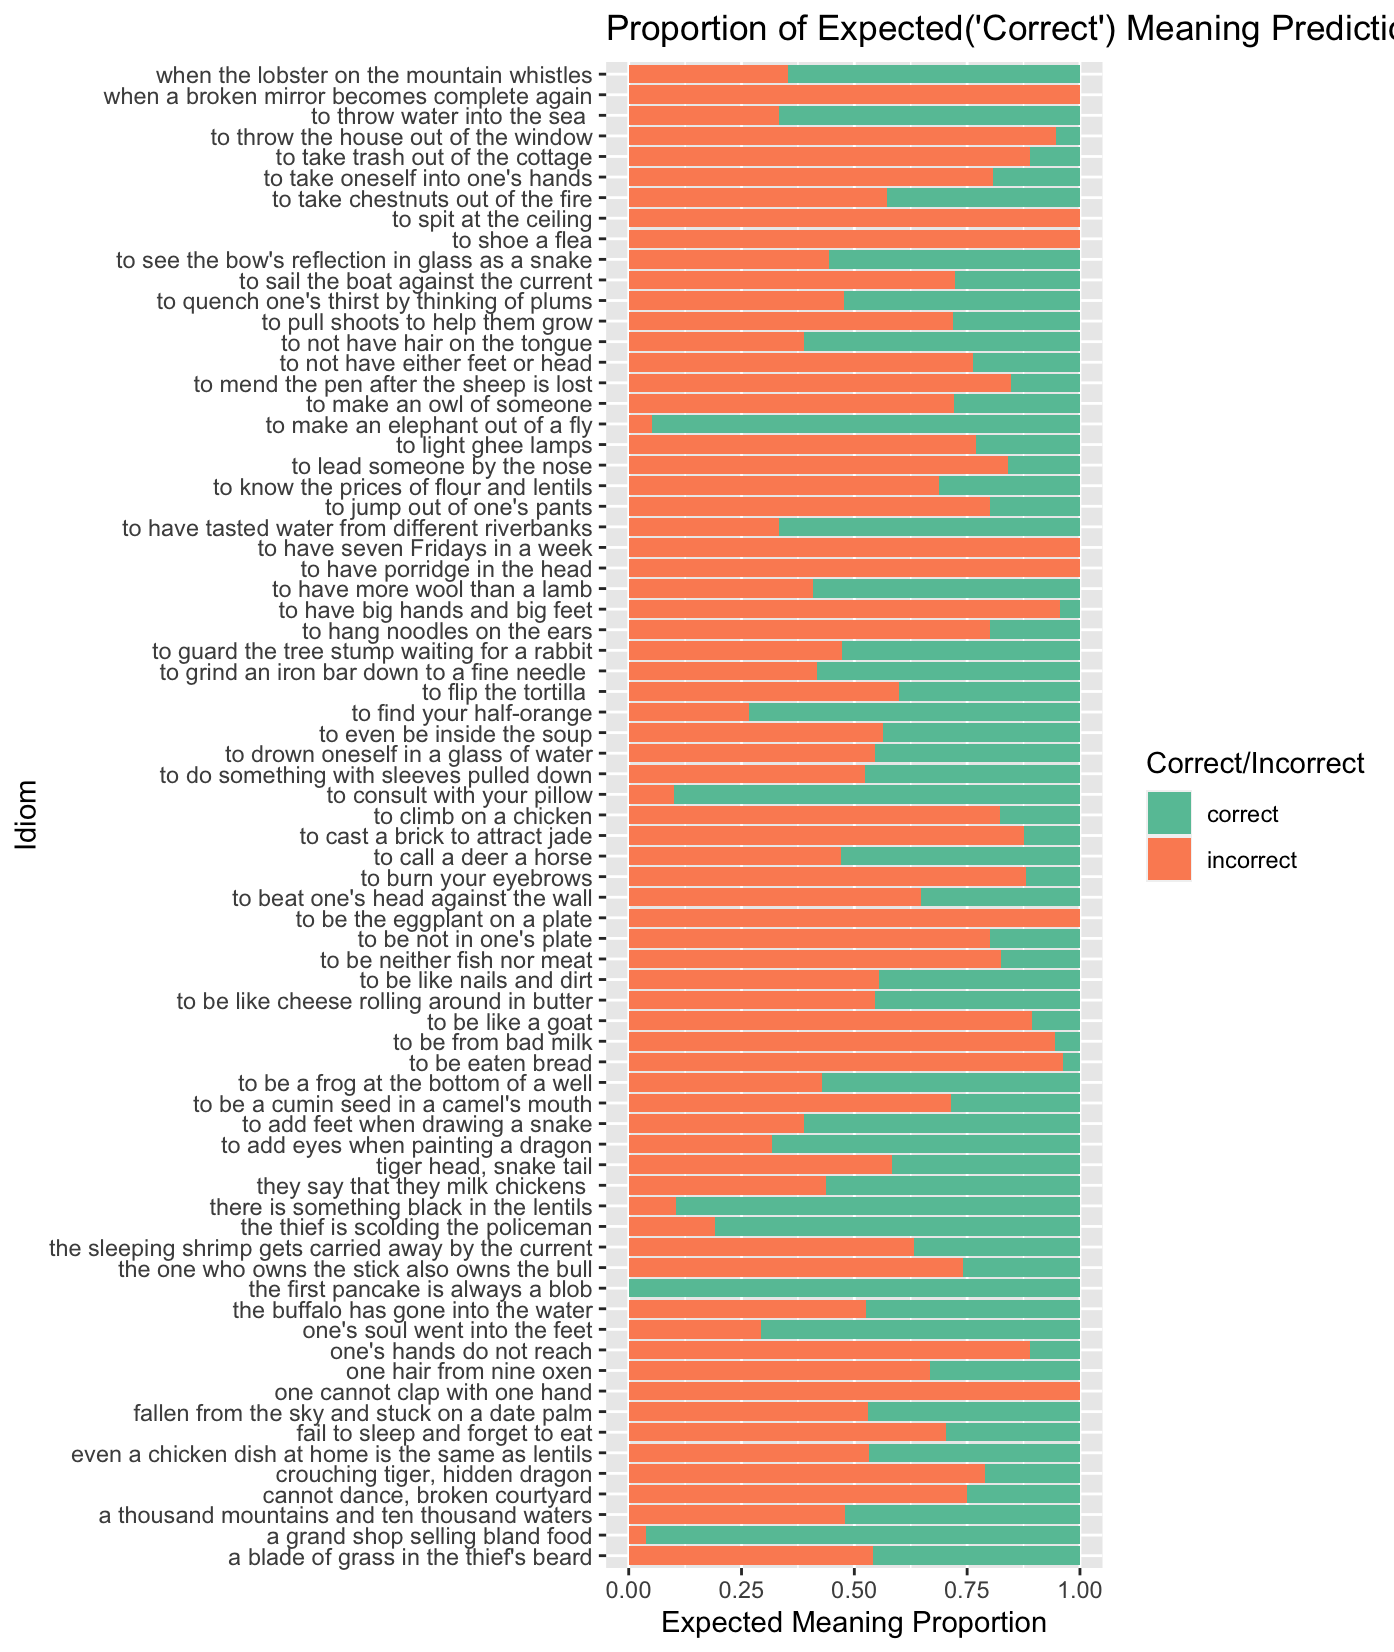 Proportion of Expected('Correct') Meaning Predictio
when the lobster on the mountain whistles
when a broken mirror becomes complete again
to throw water into the sea
to throw the house out of the window
to take trash out of the cottage
to take oneself into one's hands
to take chestnuts out of the fire
to spit at the ceiling
to shoe a flea
to see the bow's reflection in glass as a snake
to sail the boat against the current
to quench one's thirst by thinking of plums
to pull shoots to help them grow
to not have hair on the tongue
to not have either feet or head
to mend the pen after the sheep is lost
to make an owl of someone
to make an elephant out of a fly
to light ghee lamps
to lead someone by the nose
to know the prices of flour and lentils
to jump out of one's pants
to have tasted water from different riverbanks
to have seven Fridays in a week
to have porridge in the head
to have more wool than a lamb
to have big hands and big feet
to hang noodles on the ears
to guard the tree stump waiting for a rabbit
to grind an iron bar down to a fine needle
to flip the tortilla
to find your half-orange
to even be inside the soup
to drown oneself in a glass of water
to do something with sleeves pulled down
to consult with your pillow
to climb on a chicken
to cast a brick to attract jade
to call a deer a horse
to burn your eyebrows
to beat one's head against the wall
to be the eggplant on a plate
to be not in one's plate
to be neither fish nor meat
to be like nails and dirt
to be like cheese rolling around in butter
to be like a goat
to be from bad milk
to be eaten bread
to be a frog at the bottom of a well
to be a cumin seed in a camel's mouth
to add feet when drawing a snake
to add eyes when painting a dragon
tiger head, snake tail
they say that they milk chickens
there is something black in the lentils
the thief is scolding the policeman
the sleeping shrimp gets carried away by the current
the one who owns the stick also owns the bull
the first pancake is always a blob
the buffalo has gone into the water
one's soul went into the feet
one's hands do not reach
one hair from nine oxen
one cannot clap with one hand
fallen from the sky and stuck on a date palm
fail to sleep and forget to eat
even a chicken dish at home is the same as lentils
crouching tiger, hidden dragon
cannot dance, broken courtyard
a thousand mountains and ten thousand waters
a grand shop selling bland food
a blade of grass in the thief's beard
Idiom
0.00 0.25 0.50 0.75 1.00
Expected Meaning Proportion
Correct/Incorrect
correct
incorrect